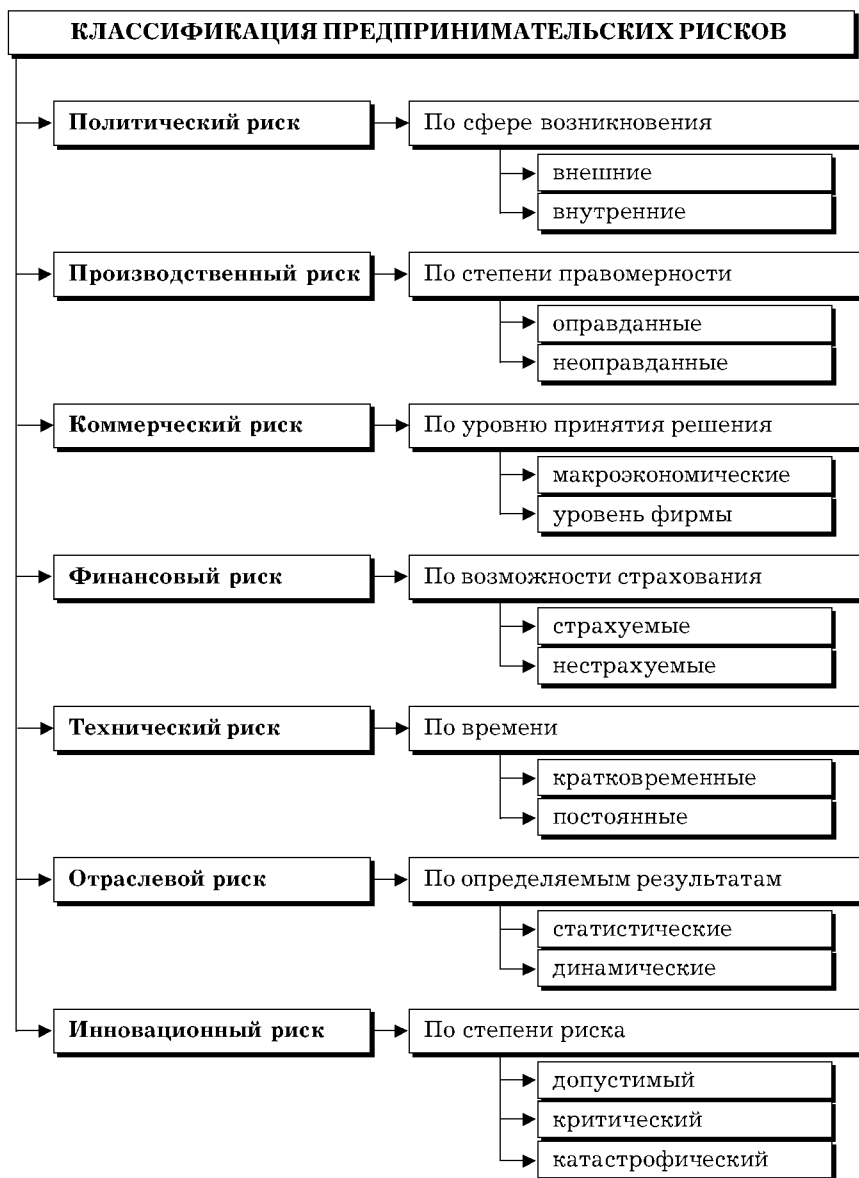 КЛАССИФИКАЦИЯ ПРЕДПРИНИМАТЕЛЬСКИХ РИСКОВ
Политический риск
По сфере возникновения
внешние
внутренние
Производственный риск
По степени правомерности
оправданные
неоправданные
Коммерческий риск
По уровню принятия решения
макроэкономические
уровень фирмы
Финансовый риск
По возможности страхования
страхуемые
нестрахуемые
Технический риск
По времени
кратковременные
постоянные
Отраслевой риск
По определяемым результатам
статистические
динамические
Инновационный риск
По степени риска
допустимый
критический
катастрофический